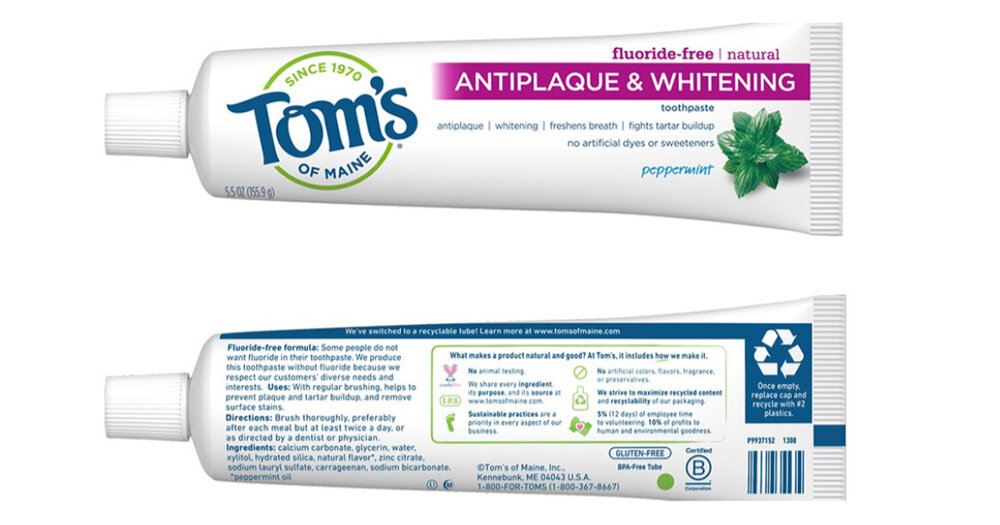 SINCE 1970
Tom's
OF MAINE
5.5 OZ (155.9 g)
fluoride-free | natural
ANTIPLAQUE & WHITENING
toothpaste
antiplaque | whitening | freshens breath | fights tartar buildup
no artificial dyes or sweeteners
peppermint
We've switched to a recyclable tube! Learn more at www.tomsofmaine.com
Fluoride-free formula: Some people do not
want fluoride in their toothpaste. We produce
this toothpaste without fluoride because we
respect our customers' diverse needs and
interests. Uses: With regular brushing, helps to
prevent plaque and tartar buildup, and remove
surface stains.
Directions: Brush thoroughly, preferably
after each meal but at least twice a day, or
as directed by a dentist or physician.
Ingredients: calcium carbonate, glycerin, water,
xylitol, hydrated silica, natural flavor*, zinc citrate,
sodium lauryl sulfate, carrageenan, sodium bicarbonate.
*peppermint oil
What makes a product natural and good? At Tom's, it includes how we make it.
No animal testing.
We share every ingredient,
its purpose, and its source at
www.tomsofmaine.com.
I.P.S
Sustainable practices are a
priority in every aspect of our
business.
No artificial colors, flavors, fragrance,
or preservatives.
We strive to maximize recycled content
and recyclability of our packaging.
5% (12 days) of employee time
to volunteering. 10% of profits to
human and environmental goodness.
©Tom's of Maine, Inc.,
Kennebunk, ME 04043 U.S.A.
1-800-FOR-TOMS (1-800-367-8667)
GLUTEN-FREE
BPA-Free Tube
Certified
B
Corporation
Once empty,
replace cap and
recycle with #2
plastics.
P9937152 1308